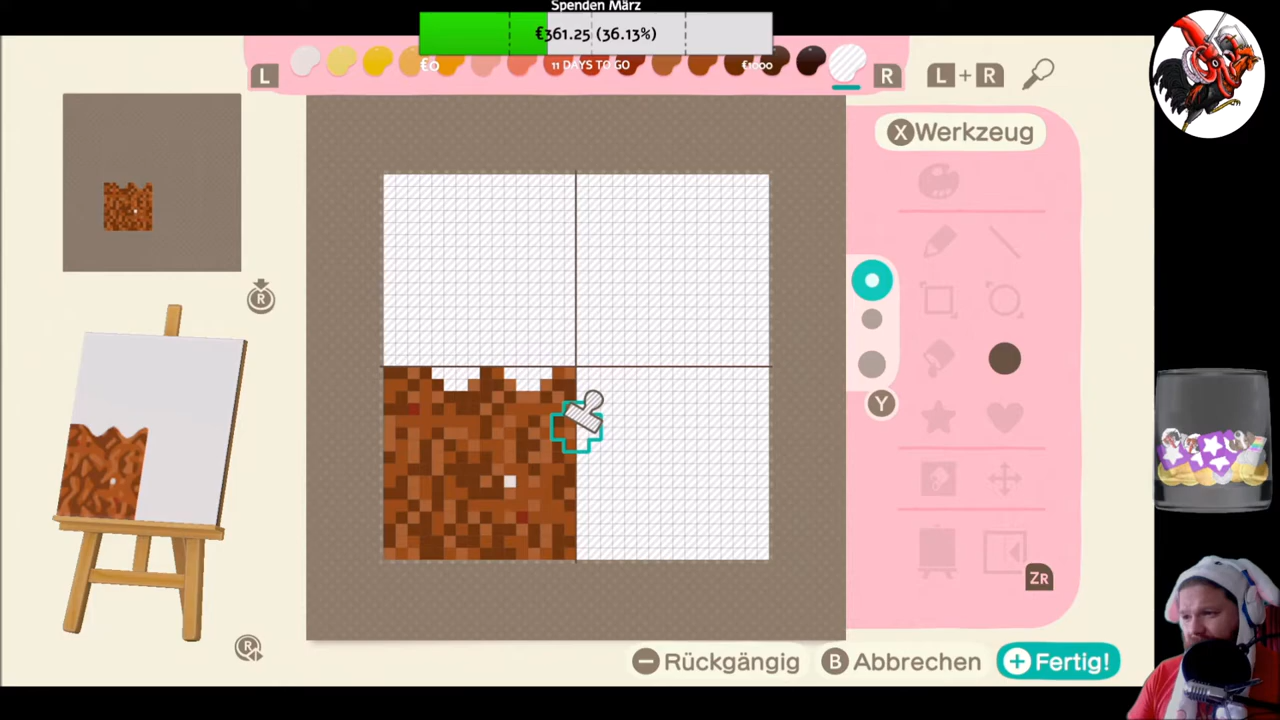 Spenden März
€361.25 (36.13%)
€0
11 DAYS TO GO
€1000
L
R
L + R
X Werkzeug
R
Y
ZR
R
Rückgängig
B Abbrechen
Fertig!